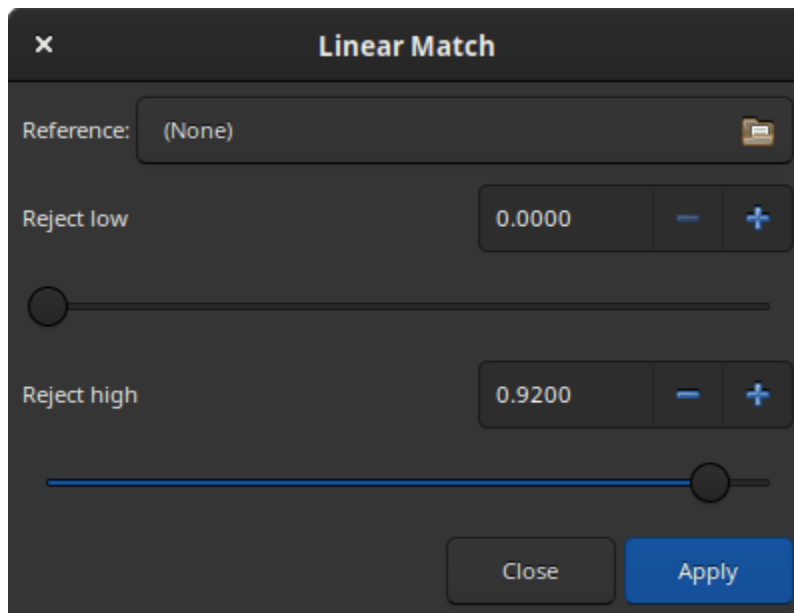 Linear Match
Reference: (None)
Reject low 0.0000
Reject high 0.9200
Close Apply